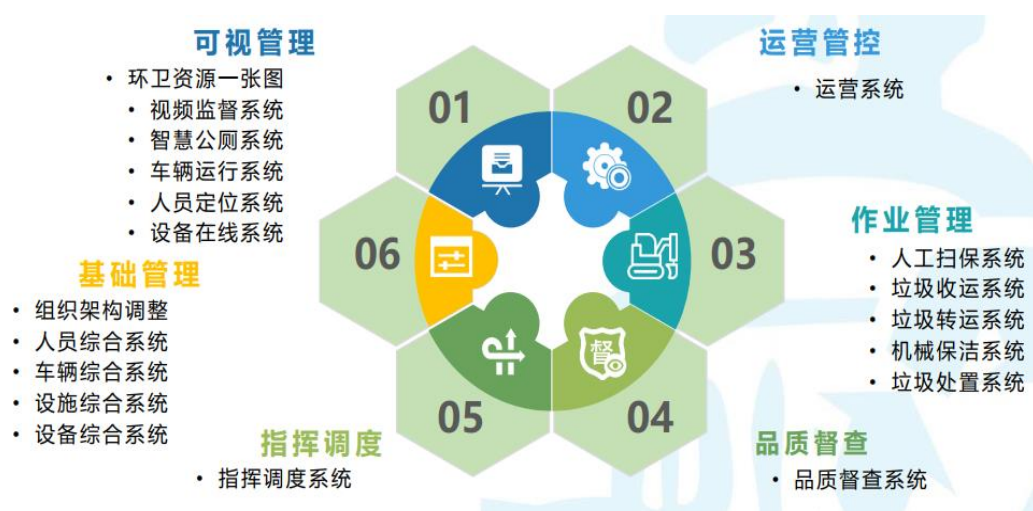 可视管理
• 环卫资源一张图
• 视频监督系统
• 智慧公厕系统
• 车辆运行系统
• 人员定位系统
• 设备在线系统
01
02
运营管控
• 运营系统
03
作业管理
• 人工扫保系统
• 垃圾收运系统
• 垃圾转运系统
• 机械保洁系统
• 垃圾处置系统
04
督
品质督查
• 品质督查系统
05
指挥调度
• 指挥调度系统
06
基础管理
• 组织架构调整
• 人员综合系统
• 车辆综合系统
• 设施综合系统
• 设备综合系统